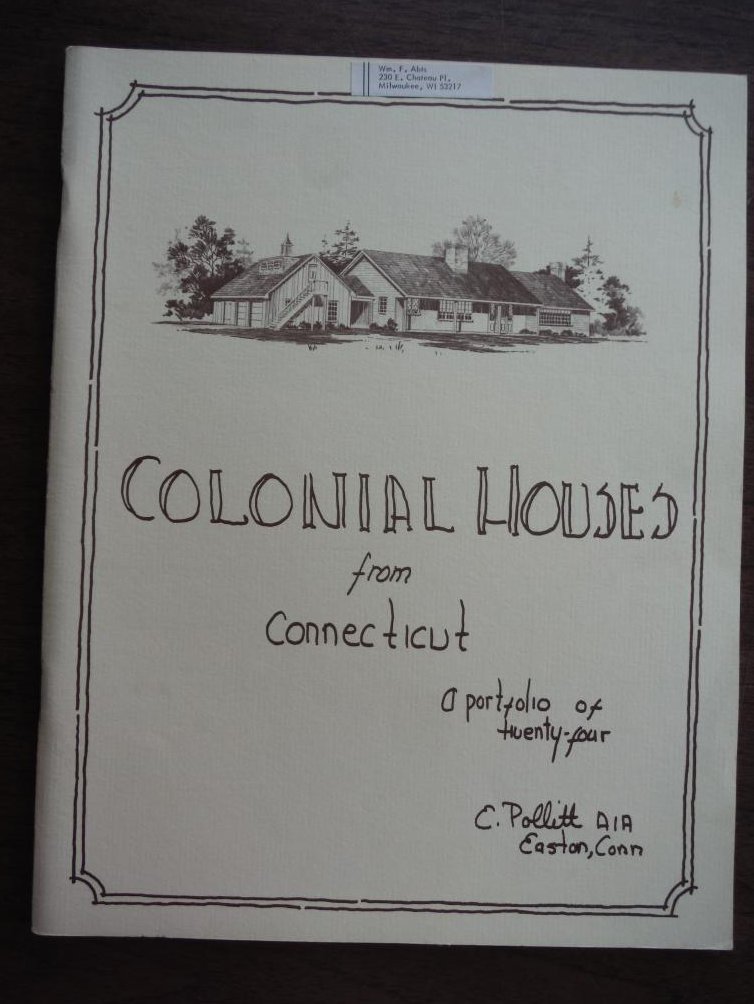 Wm. F. Abis
230 E. Chateau Pl.
Milwaukee, WI 53217
COLONIAL HOUSES
from
Connecticut
a portfolio of
twenty-four
E. Pollitt AIA
Easton, Conn